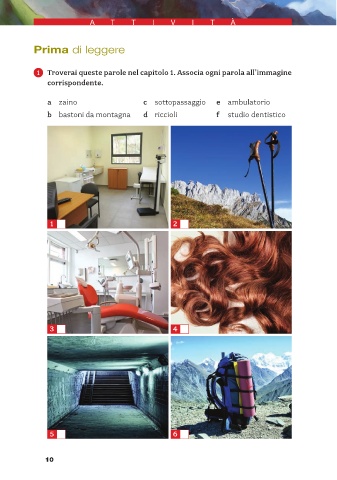 ATTIVITÀ
Prima di leggere
1 Troverai queste parole nel capitolo 1. Associa ogni parola all'immagine
corrispondente.
a zaino
c sottopassaggio
e ambulatorio
b bastoni da montagna
d riccioli
f studio dentistico
1
2
3
4
5
6
10